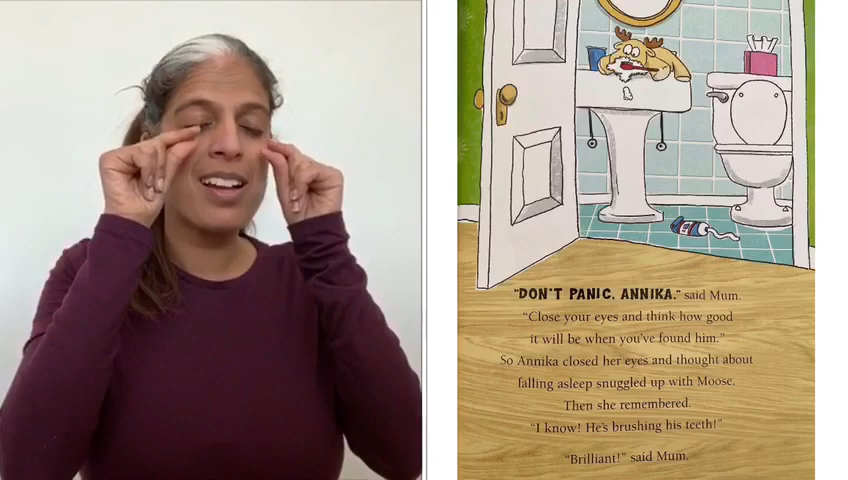 "DON'T PANIC, ANNIKA," said Mum.
"Close your eyes and think how good
it will be when you've found him."
So Annika closed her eyes and thought about
falling asleep snuggled up with Moose.
Then she remembered.
"I know! He's brushing his teeth!"
"Brilliant!" said Mum.